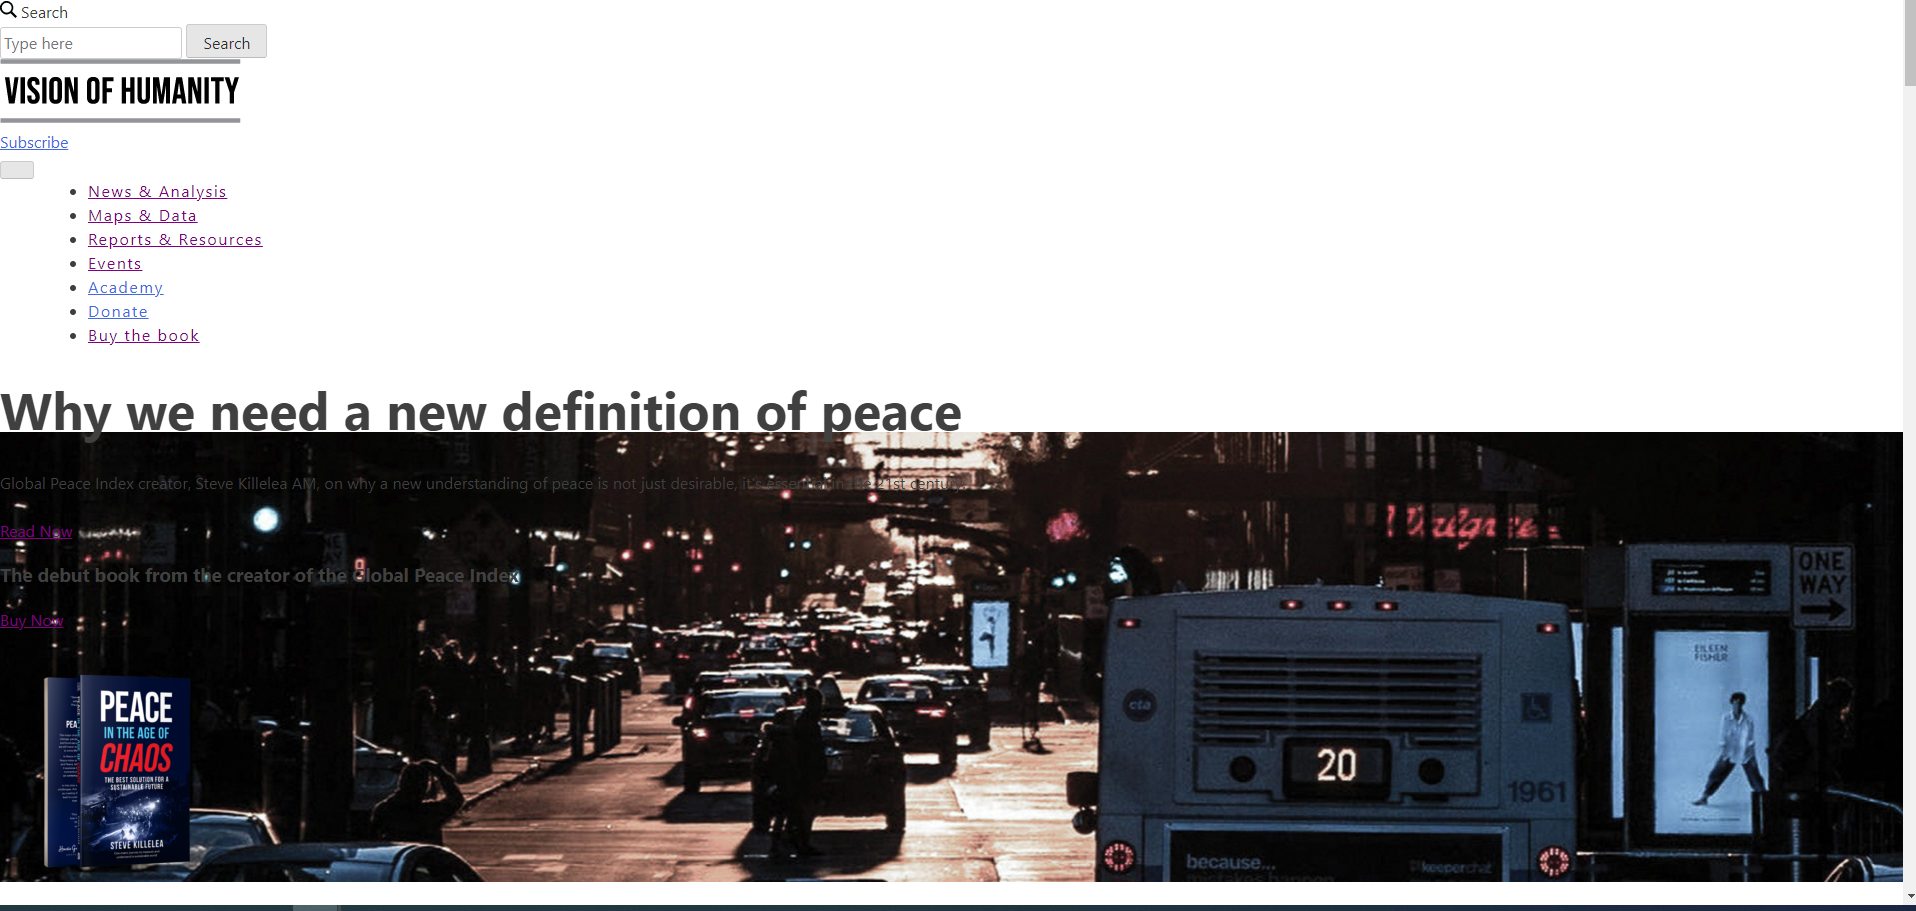 Search
Type here
Search
VISION OF HUMANITY
Subscribe
News & Analysis
Maps & Data
Reports & Resources
Events
Academy
Donate
Buy the book
Why we need a new definition of peace
Global Peace Index creator, Steve Killelea AM, on why a new understanding of peace is not just desirable, it's essential in the 21st century.
Read Now
The debut book from the creator of the Global Peace Index
Buy Now
PEACE
IN THE AGE OF
CHAOS
THE BEST SOLUTION FOR A
SUSTAINABLE FUTURE
STEVE KILLELEA
Walgreens
ONE
WAY
EILEEN
FISHER
cta
20
1961
because...
mistakes happen
keeperchat